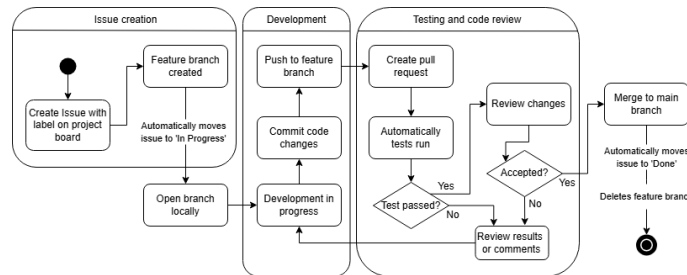 Issue creation
Development
Testing and code review
Feature branch
created
Create Issue with
label on project
board
Automatically moves
issue to 'In Progress'
Open branch
locally
Push to feature
branch
Commit code
changes
Development in
progress
Create pull
request
Automatically
tests run
Test passed?
Yes
No
Review changes
Accepted?
Yes
No
Review results
or comments
Merge to main
branch
Automatically moves
issue to 'Done'
Deletes feature branch